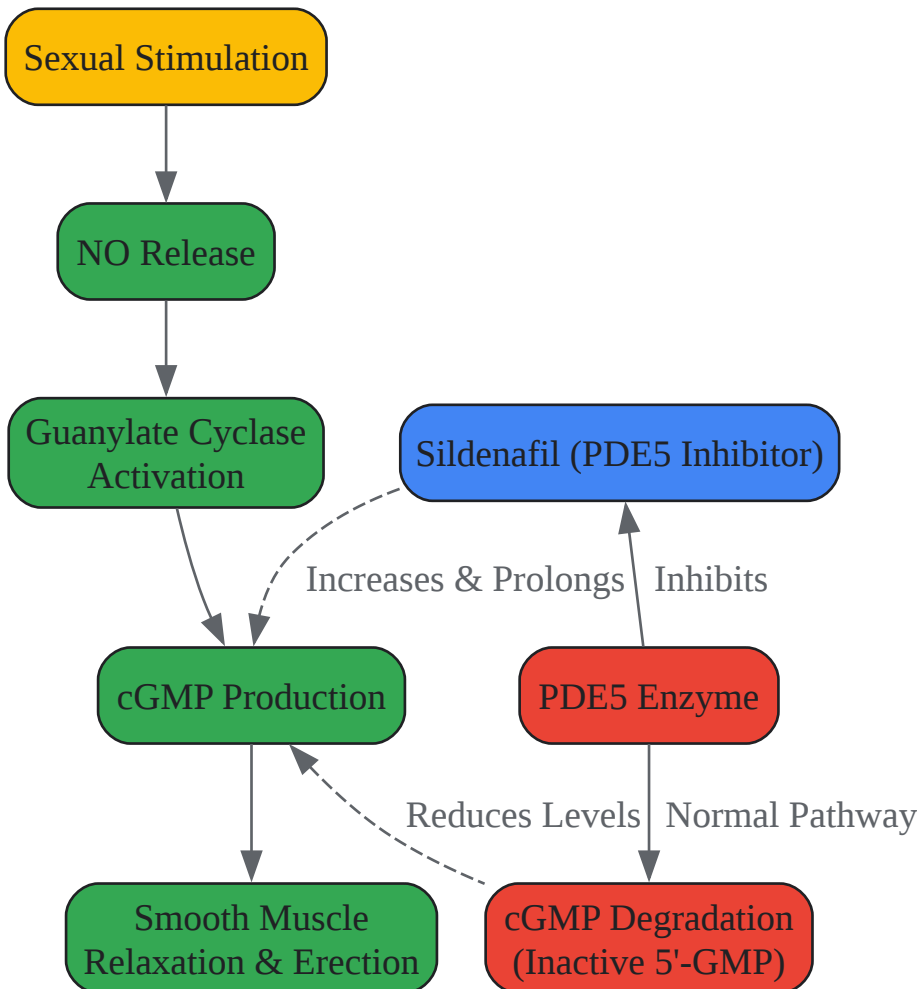 Sexual Stimulation
NO Release
Guanylate Cyclase
Activation
Sildenafil (PDE5 Inhibitor)
Increases & Prolongs
Inhibits
cGMP Production
PDE5 Enzyme
Reduces Levels
Normal Pathway
Smooth Muscle
Relaxation & Erection
cGMP Degradation
(Inactive 5'-GMP)